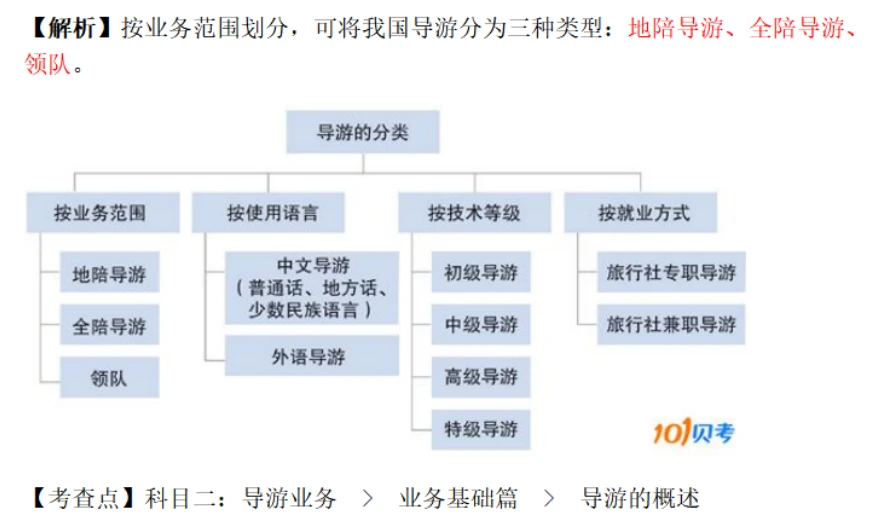 【解析】按业务范围划分，可将我国导游分为三种类型：地陪导游、全陪导游、
领队。
导游的分类
按业务范围
地陪导游
全陪导游
领队
按使用语言
中文导游
（普通话、地方话、
少数民族语言）
外语导游
按技术等级
初级导游
中级导游
高级导游
特级导游
按就业方式
旅行社专职导游
旅行社兼职导游
101贝考
【考查点】科目二：导游业务 > 业务基础篇 > 导游的概述